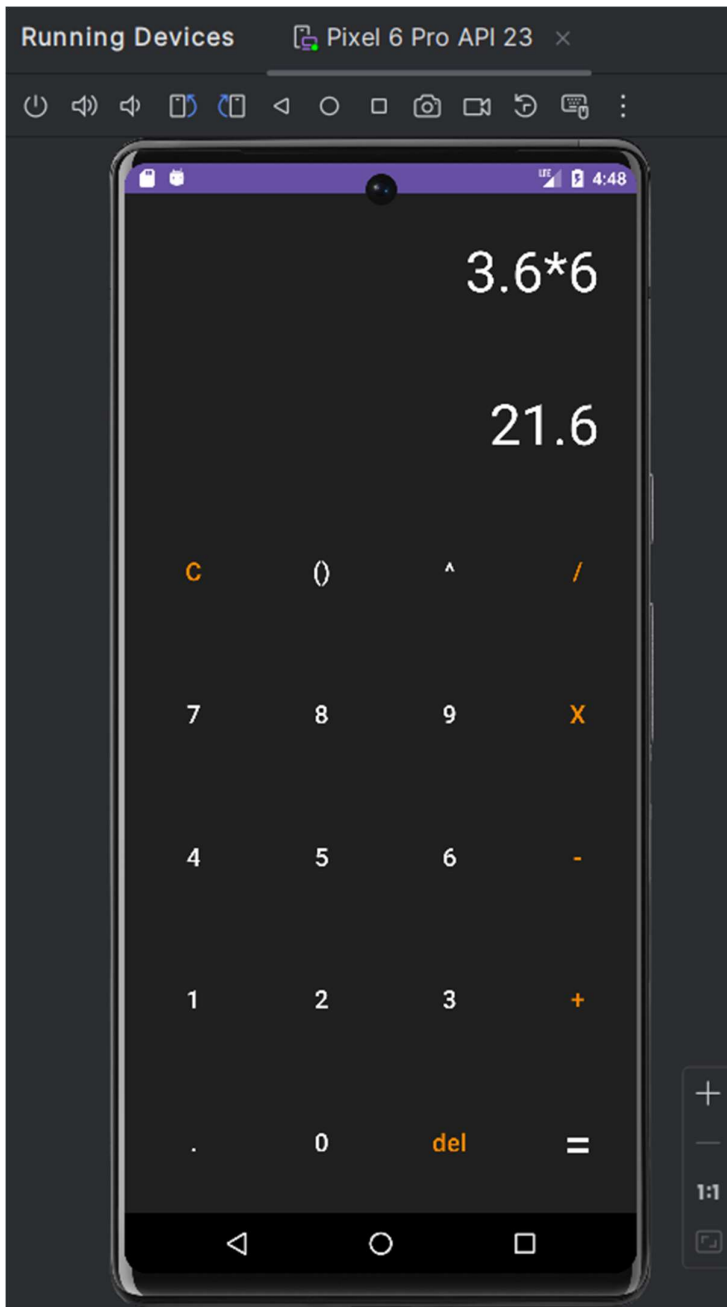 Running Devices Pixel 6 Pro API 23
LTE 4:48
3.6*6
21.6
C () ^ /
7 8 9 X
4 5 6 -
1 2 3 +
. 0 del =
1:1